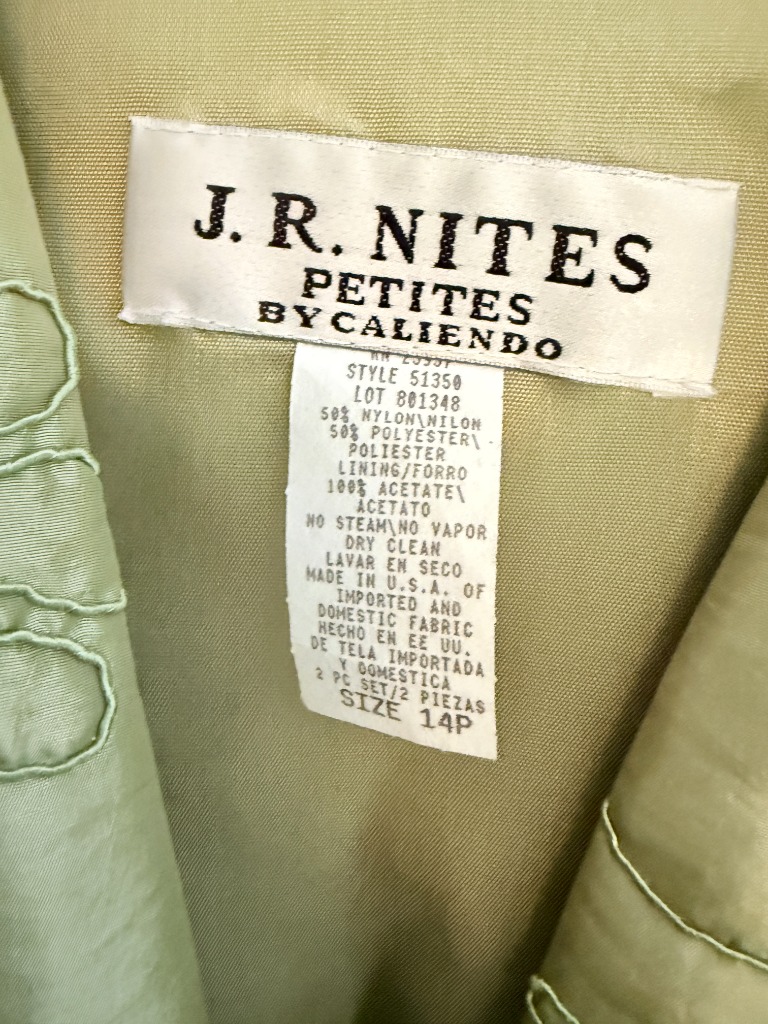 J. R. NITES
PETITES
BY CALIENDO
STYLE 51350
LOT 801348
50% NYLON\NILON
50% POLYESTER\
POLIESTER
LINING/FORRO
100% ACETATE\
ACETATO
NO STEAM\NO VAPOR
DRY CLEAN
LAVAR EN SECO
MADE IN U.S.A. OF
IMPORTED AND
DOMESTIC FABRIC
HECHO EN EE UU.
DE TELA IMPORTADA
Y DOMESTICA
2 PC SET/2 PIEZAS
SIZE 14P